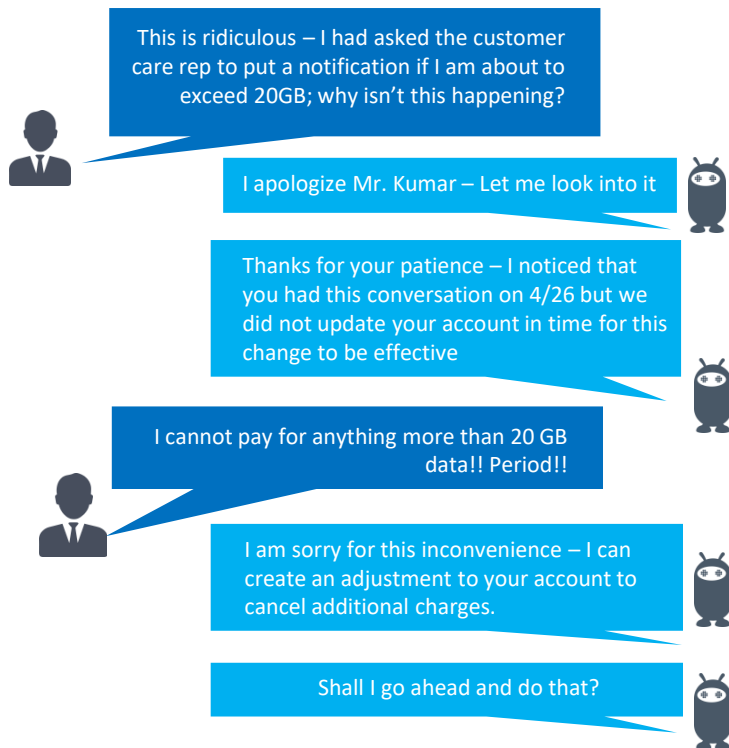 This is ridiculous – I had asked the customer
care rep to put a notification if I am about to
exceed 20GB; why isn’t this happening?
I apologize Mr. Kumar – Let me look into it
Thanks for your patience – I noticed that
you had this conversation on 4/26 but we
did not update your account in time for this
change to be effective
I cannot pay for anything more than 20 GB
data!! Period!!
I am sorry for this inconvenience – I can
create an adjustment to your account to
cancel additional charges.
Shall I go ahead and do that?